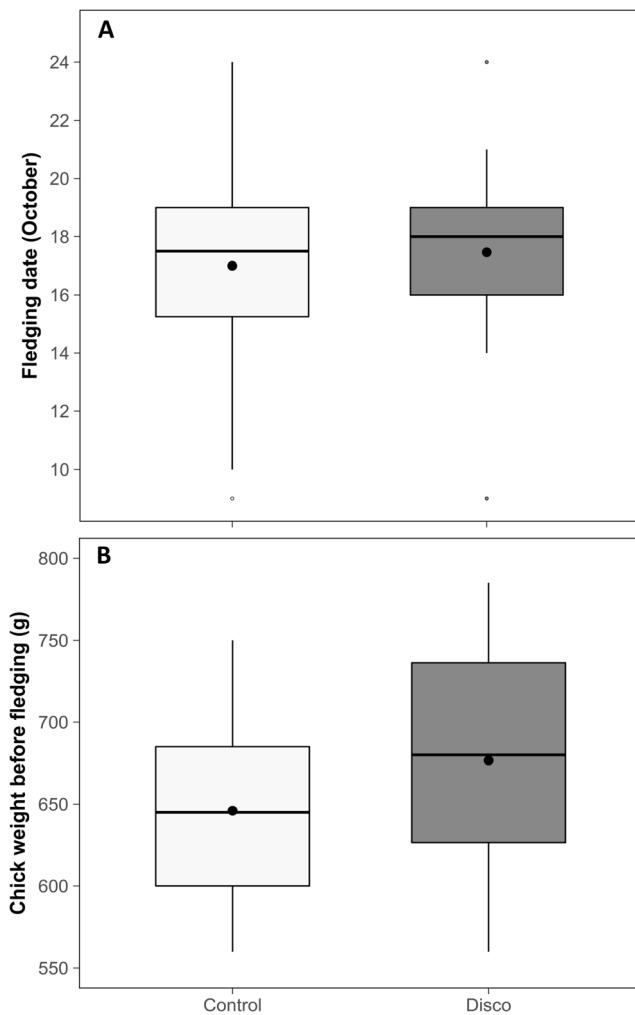 A
Fledging date (October)
24
22
20
18
16
14
12
10
B
Chick weight before fledging (g)
800
750
700
650
600
550
Control
Disco